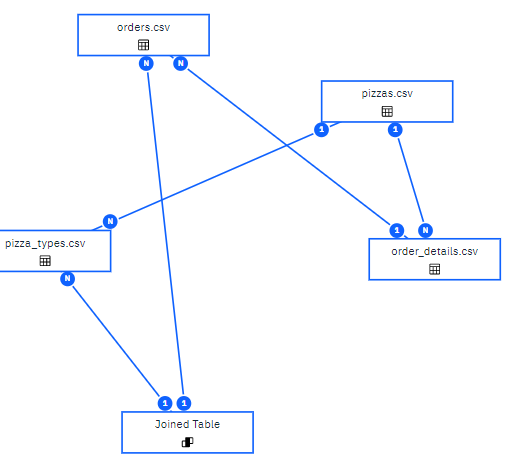 orders.csv
N
N
pizzas.csv
1
1
N
pizza_types.csv
N
1
N
order_details.csv
1
1
Joined Table